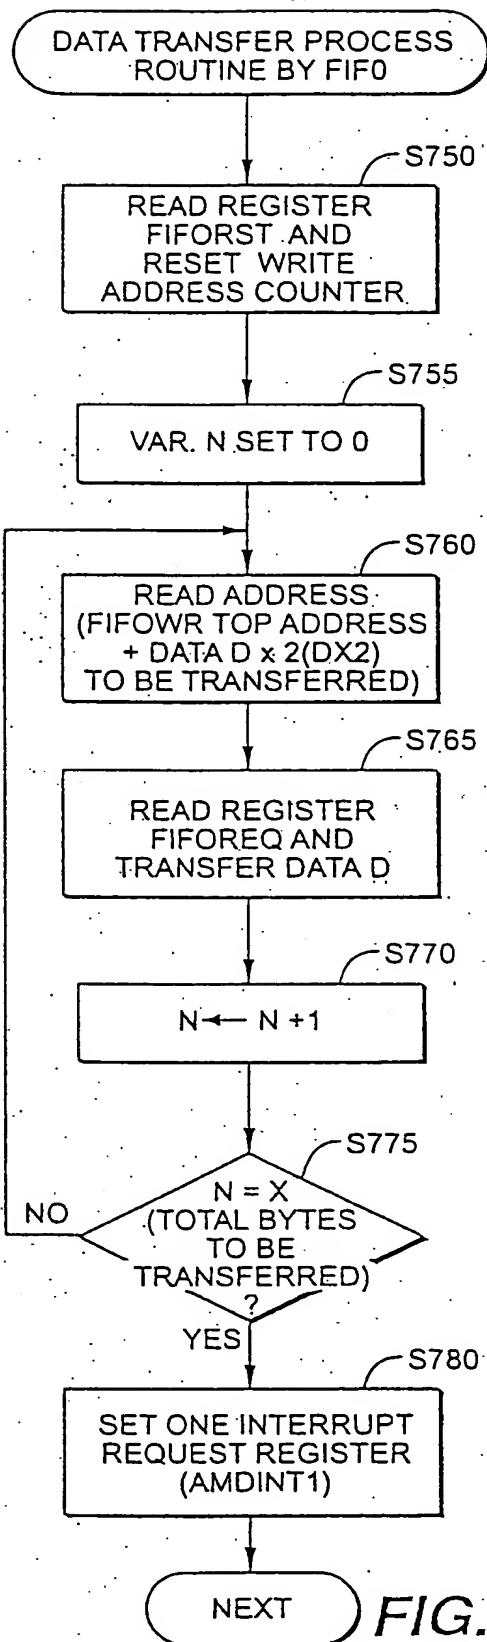 DATA TRANSFER PROCESS
ROUTINE BY FIFO
S750
READ REGISTER
FIFORST AND
RESET WRITE
ADDRESS COUNTER
S755
VAR. N SET TO 0
S760
READ ADDRESS
(FIFOWR TOP ADDRESS
+ DATA D x 2(DX2)
TO BE TRANSFERRED)
S765
READ REGISTER
FIFOREQ AND
TRANSFER DATA D
S770
N ← N +1
S775
N = X
(TOTAL BYTES
TO BE
TRANSFERRED)
?
NO
YES
S780
SET ONE INTERRUPT
REQUEST REGISTER
(AMDINT1)
NEXT
FIG.